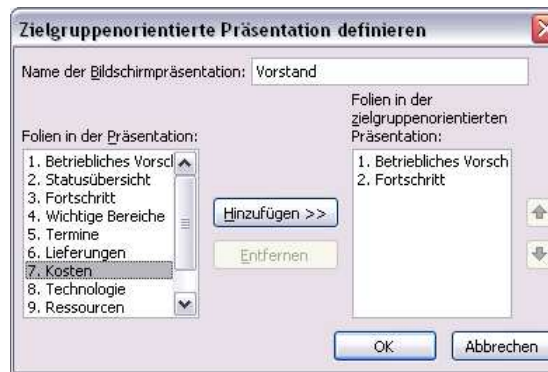 Zielgruppenorientierte Präsentation definieren
Name der Bildschirmpräsentation: Vorstand
Folien in der Präsentation:
1. Betriebliches Vorscl
2. Statusübersicht
3. Fortschritt
4. Wichtige Bereiche
5. Termine
6. Lieferungen
7. Kosten
8. Technologie
9. Ressourcen
Hinzufügen >>
Entfernen
Folien in der
zielgruppenorientierten
Präsentation:
1. Betriebliches Vorsch
2. Fortschritt
OK
Abbrechen